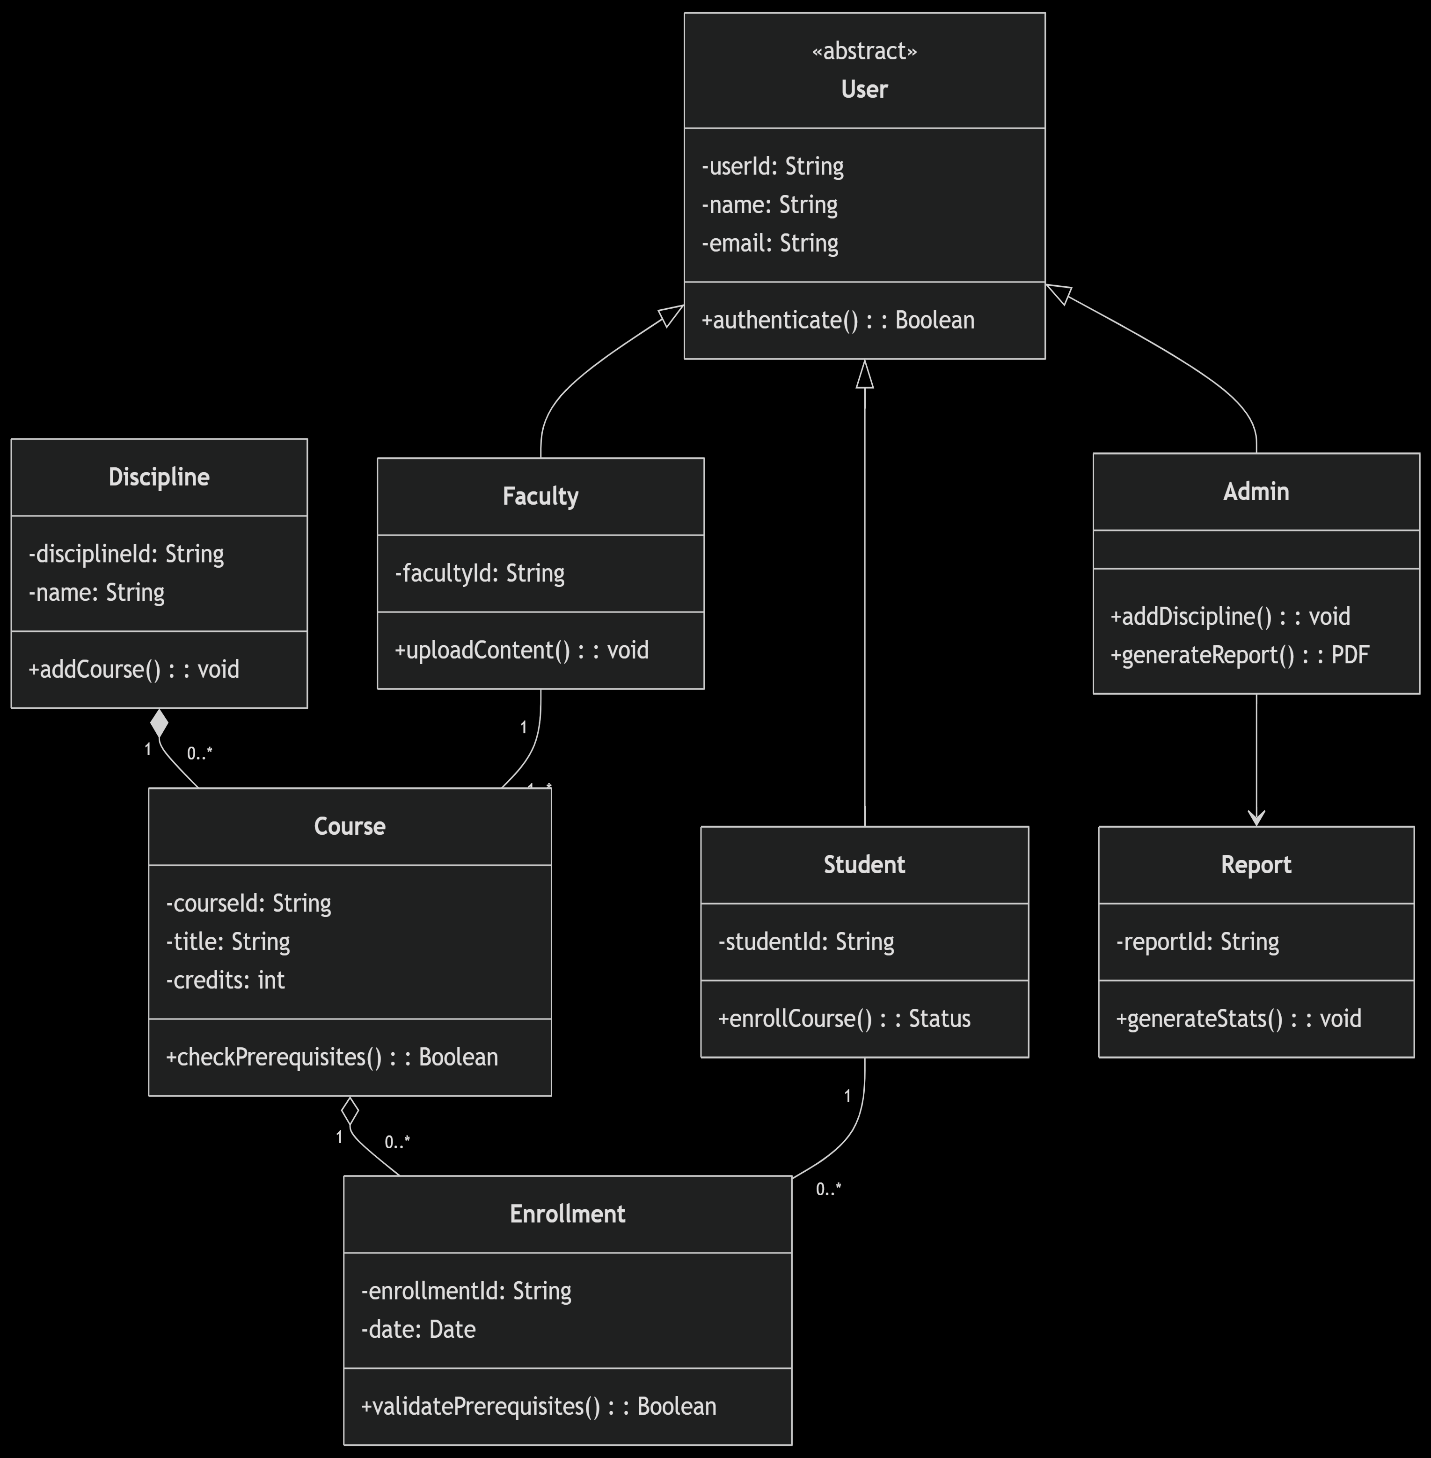 «abstract»
User
-userId: String
-name: String
-email: String
+authenticate() : : Boolean
Discipline
-disciplineId: String
-name: String
+addCourse() : : void
Faculty
-facultyId: String
+uploadContent() : : void
Admin
+addDiscipline() : : void
+generateReport() : : PDF
1
0..*
1
Course
-courseId: String
-title: String
-credits: int
+checkPrerequisites() : : Boolean
Student
-studentId: String
+enrollCourse() : : Status
Report
-reportId: String
+generateStats() : : void
1
0..*
1
0..*
Enrollment
-enrollmentId: String
-date: Date
+validatePrerequisites() : : Boolean